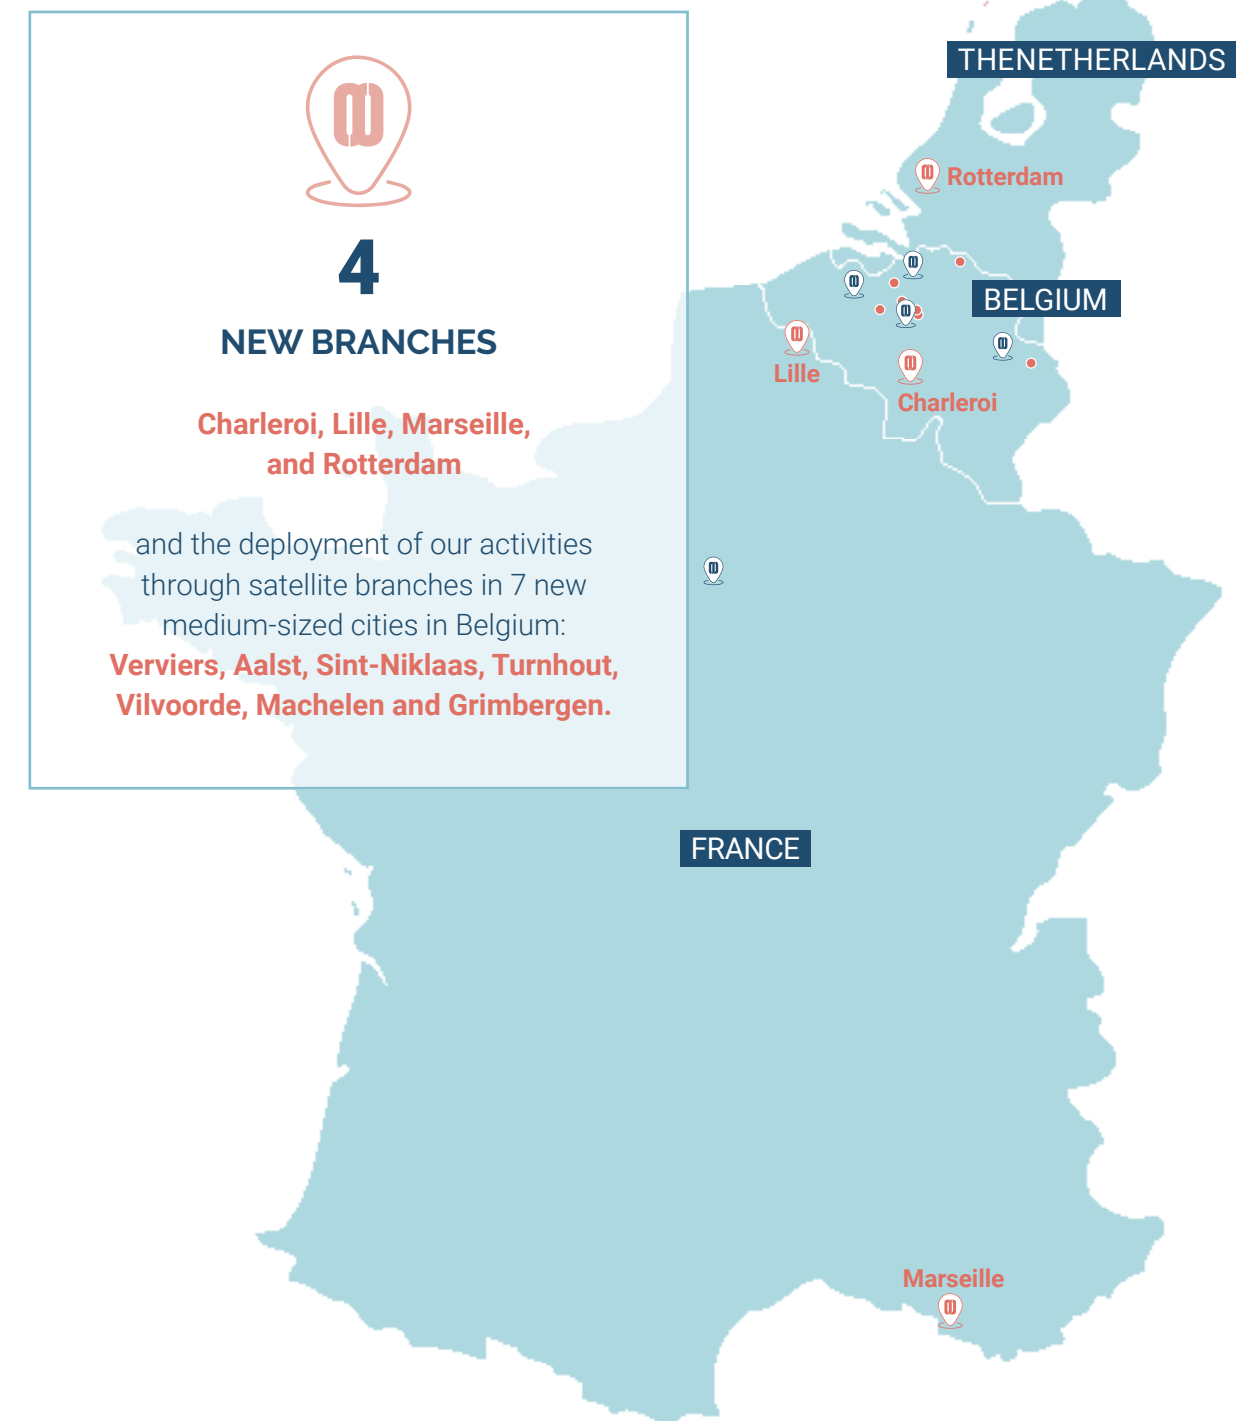 4
NEW BRANCHES
Charleroi, Lille, Marseille,
and Rotterdam
and the deployment of our activities
through satellite branches in 7 new
medium-sized cities in Belgium:
Verviers, Aalst, Sint-Niklaas, Turnhout,
Vilvoorde, Machelen and Grimbergen.
THENETHERLANDS
Rotterdam
BELGIUM
Lille
Charleroi
FRANCE
Marseille